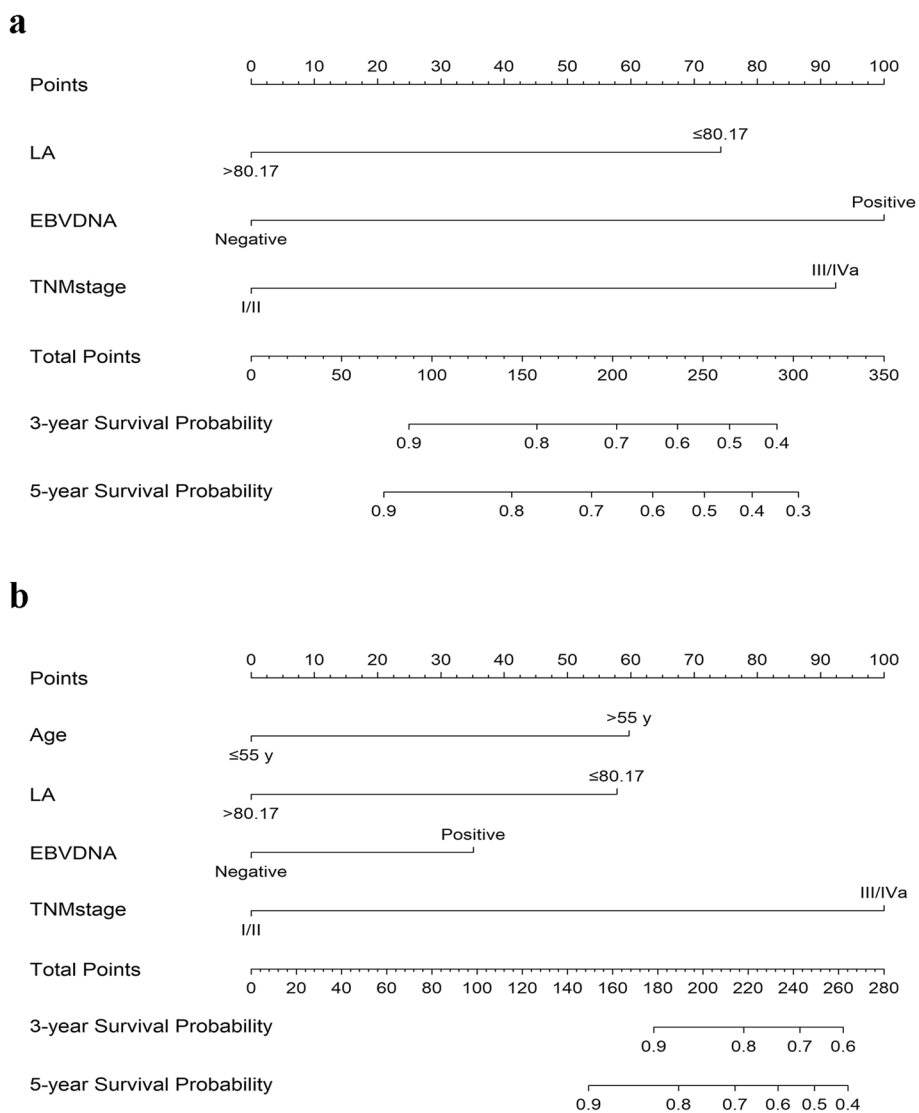 a
0 10 20 30 40 50 60 70 80 90 100
Points
≤80.17
LA
>80.17
Positive
EBVDNA
Negative
III/IVa
TNMstage
I/II
Total Points
0 50 100 150 200 250 300 350
3-year Survival Probability
0.9 0.8 0.7 0.6 0.5 0.4
5-year Survival Probability
0.9 0.8 0.7 0.6 0.5 0.4 0.3
b
0 10 20 30 40 50 60 70 80 90 100
Points
>55 y
Age
≤55 y
≤80.17
LA
>80.17
Positive
EBVDNA
Negative
III/IVa
TNMstage
I/II
Total Points
0 20 40 60 80 100 120 140 160 180 200 220 240 260 280
3-year Survival Probability
0.9 0.8 0.7 0.6
5-year Survival Probability
0.9 0.8 0.7 0.6 0.5 0.4